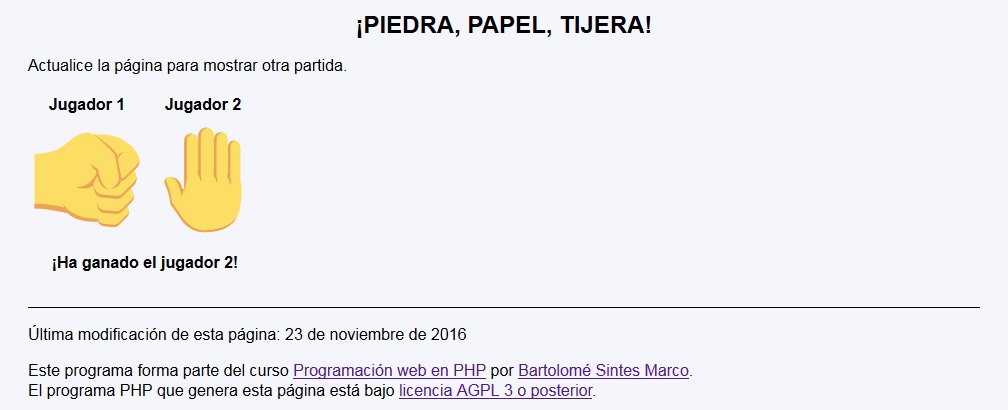 ¡PIEDRA, PAPEL, TIJERA!
Actualice la página para mostrar otra partida.
Jugador 1 Jugador 2
¡Ha ganado el jugador 2!
Última modificación de esta página: 23 de noviembre de 2016
Este programa forma parte del curso Programación web en PHP por Bartolomé Sintes Marco.
El programa PHP que genera esta página está bajo licencia AGPL 3 o posterior.